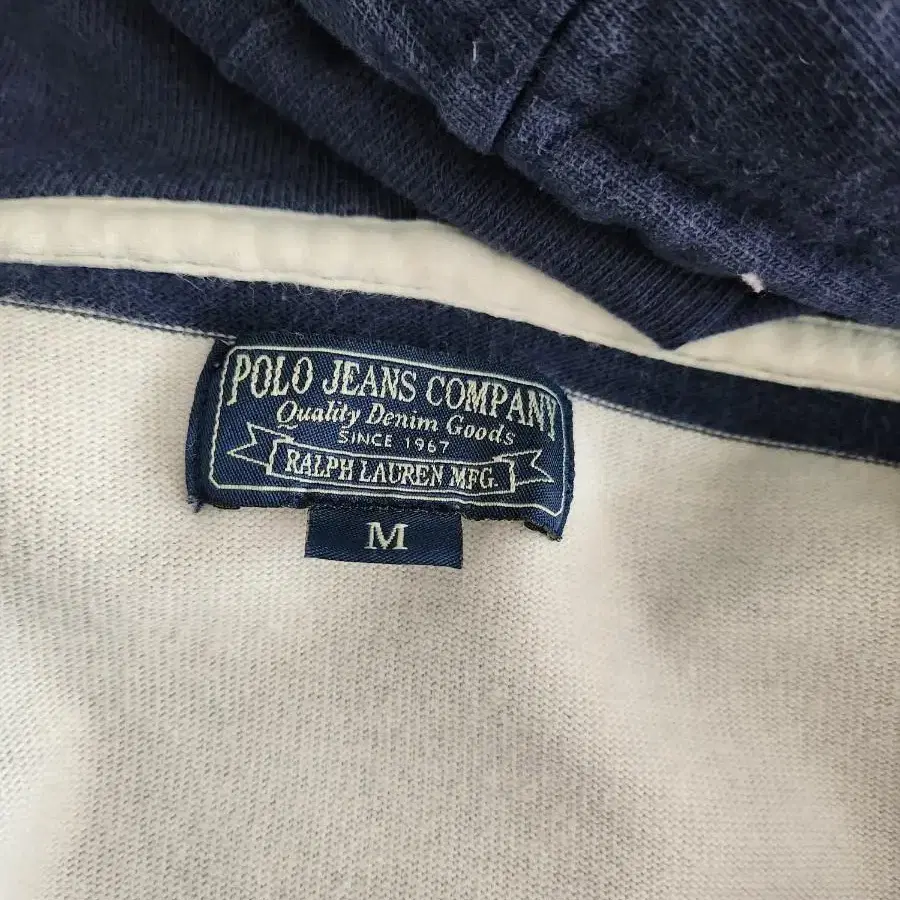 POLO JEANS COMPANY
Quality Denim Goods
SINCE 1967
RALPH LAUREN MFG.
M